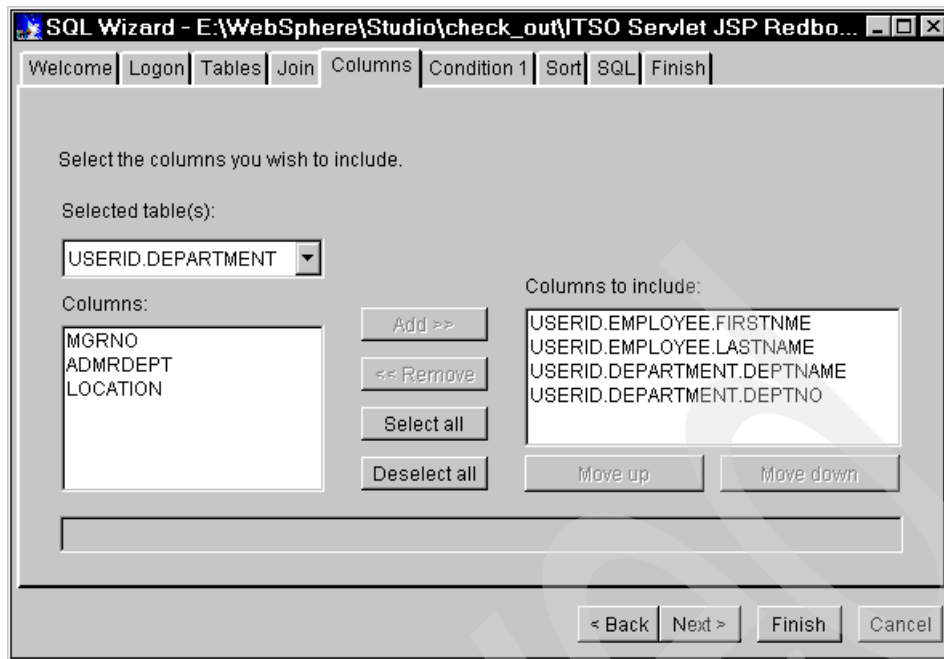 SQL Wizard - E:\WebSphere\Studio\check_out\ITSO Servlet JSP Redbo...
Welcome Logon Tables Join Columns Condition 1 Sort SQL Finish
Select the columns you wish to include.
Selected table(s):
USERID.DEPARTMENT
Columns:
MGRNO
ADMRDEPT
LOCATION
Add >>
<< Remove
Select all
Deselect all
Columns to include:
USERID.EMPLOYEE.FIRSTNME
USERID.EMPLOYEE.LASTNAME
USERID.DEPARTMENT.DEPTNAME
USERID.DEPARTMENT.DEPTNO
Move up Move down
< Back Next > Finish Cancel